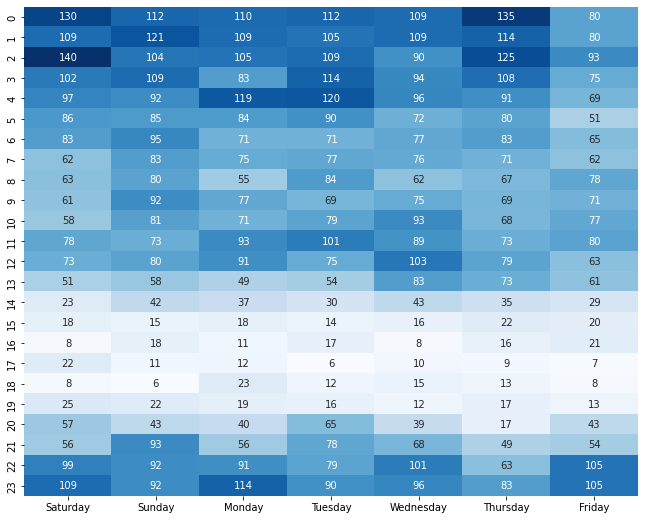 0 130 112 110 112 109 135 80
1 109 121 109 105 109 114 80
2 140 104 105 109 90 125 93
3 102 109 83 114 94 108 75
4 97 92 119 120 96 91 69
5 86 85 84 90 72 80 51
6 83 95 71 71 77 83 65
7 62 83 75 77 76 71 62
8 63 80 55 84 62 67 78
9 61 92 77 69 75 69 71
10 58 81 71 79 93 68 77
11 78 73 93 101 89 73 80
12 73 80 91 75 103 79 63
13 51 58 49 54 83 73 61
14 23 42 37 30 43 35 29
15 18 15 18 14 16 22 20
16 8 18 11 17 8 16 21
17 22 11 12 6 10 9 7
18 8 6 23 12 15 13 8
19 25 22 19 16 12 17 13
20 57 43 40 65 39 17 43
21 56 93 56 78 68 49 54
22 99 92 91 79 101 63 105
23 109 92 114 90 96 83 105
Saturday Sunday Monday Tuesday Wednesday Thursday Friday